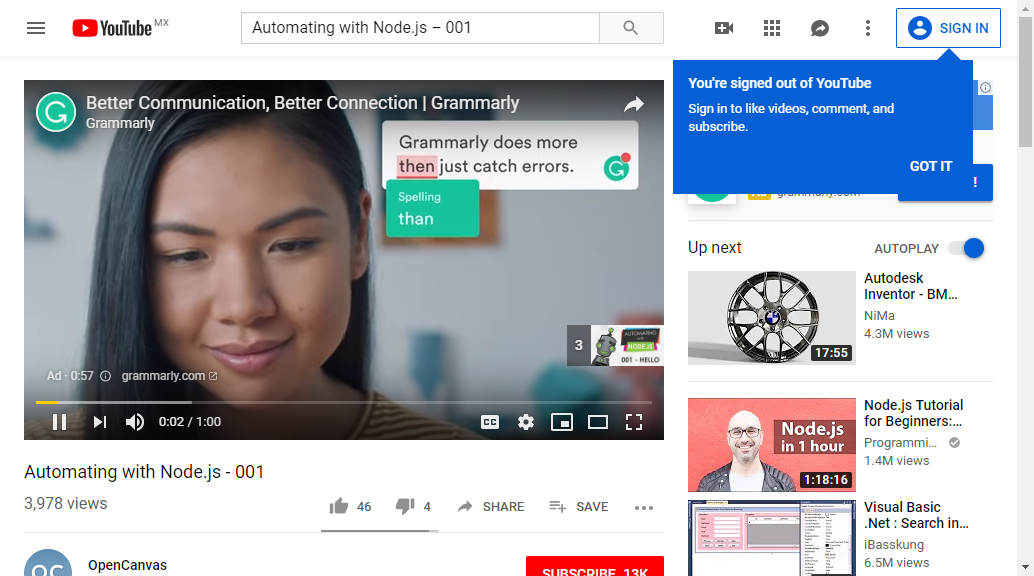 YouTube MX
Automating with Node.js – 001
SIGN IN
You're signed out of YouTube
Sign in to like videos, comment, and
subscribe.
GOT IT
!
grammarly.com
Better Communication, Better Connection | Grammarly
Grammarly
Grammarly does more
then just catch errors.
Spelling
than
3
AUTOMATING
with
NODE.JS
001 - HELLO
Ad · 0:57
grammarly.com
0:02 / 1:00
CC
Automating with Node.js - 001
3,978 views
46
4
SHARE
SAVE
OC
OpenCanvas
SUBSCRIBE 13K
Up next
AUTOPLAY
17:55
Autodesk
Inventor - BM...
NiMa
4.3M views
Node.js
in 1 hour
1:18:16
Node.js Tutorial
for Beginners:...
Programmi...
1.4M views
Visual Basic
.Net : Search in...
iBasskung
6.5M views